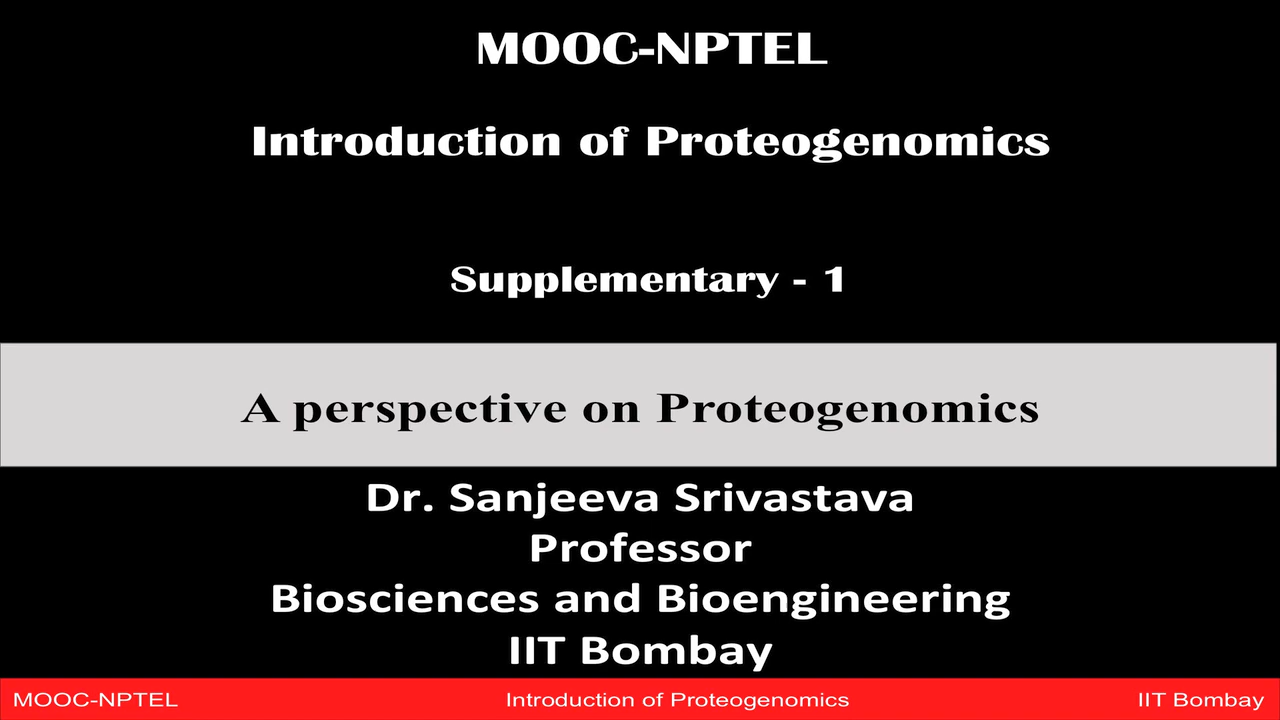 MOOC-NPTEL
Introduction of Proteogenomics
Supplementary - 1
A perspective on Proteogenomics
Dr. Sanjeeva Srivastava
Professor
Biosciences and Bioengineering
IIT Bombay
MOOC-NPTEL Introduction of Proteogenomics IIT Bombay